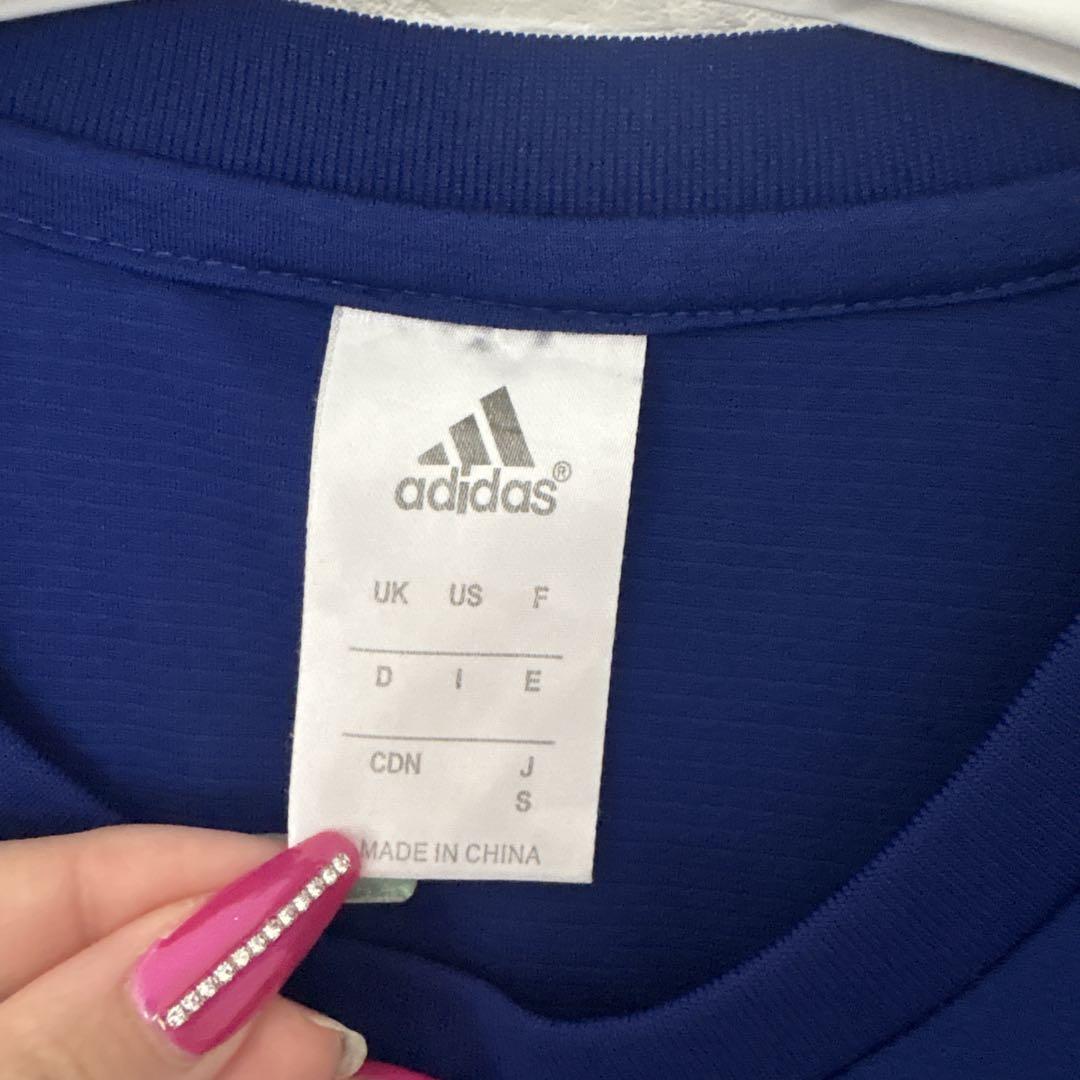 adidas®
UK US F
D I E
CDN J
S
MADE IN CHINA